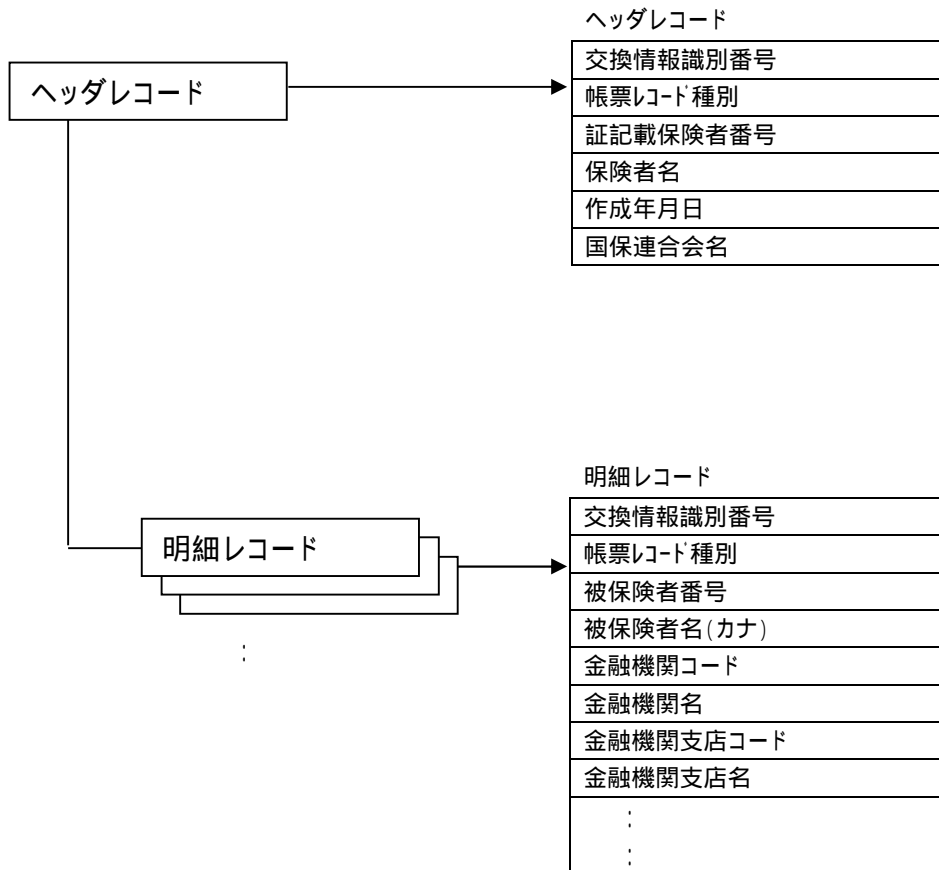 ヘッダレコード
ヘッダレコード
交換情報識別番号
帳票ﾚｺｰﾄﾞ種別
証記載保険者番号
保険者名
作成年月日
国保連合会名
明細レコード
:
明細レコード
交換情報識別番号
帳票ﾚｺｰﾄﾞ種別
被保険者番号
被保険者名(カナ)
金融機関コード
金融機関名
金融機関支店コード
金融機関支店名
:
: